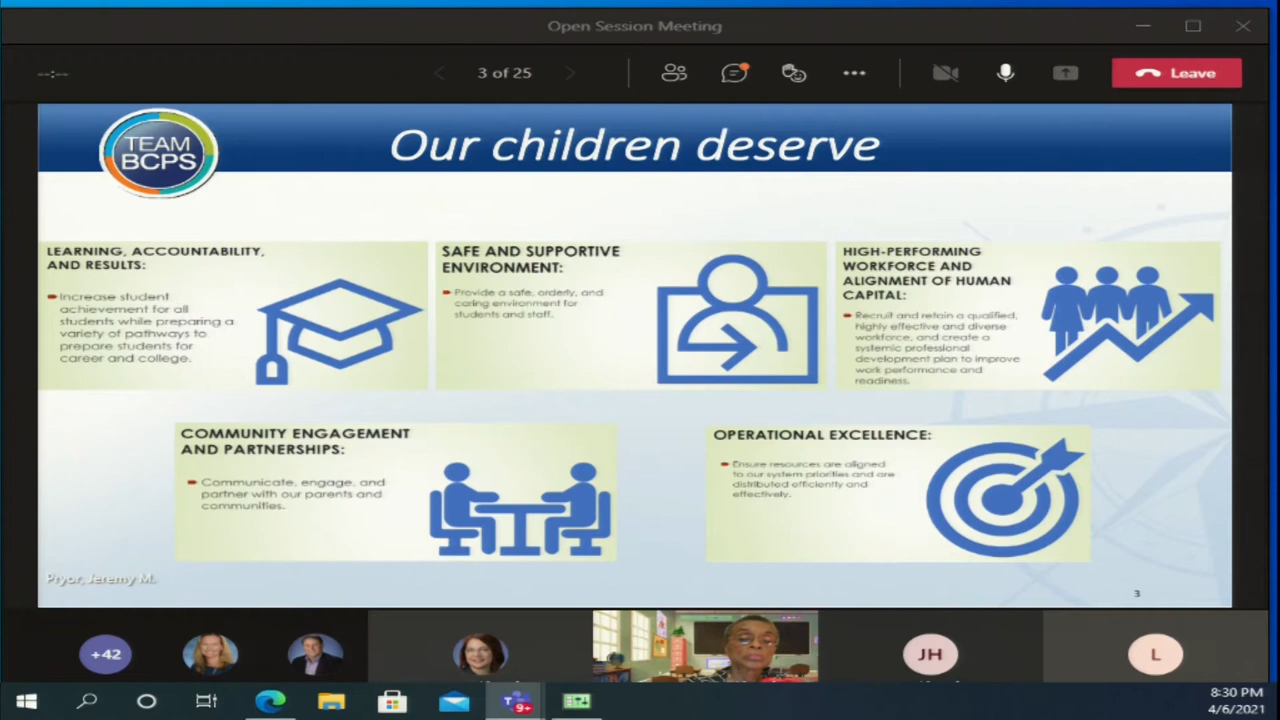 Open Session Meeting
--:--
3 of 25
Leave
TEAM
BCPS
Our children deserve
LEARNING, ACCOUNTABILITY,
AND RESULTS:
Increase student
achievement for all
students while preparing a
variety of pathways to
prepare students for
career and college.
SAFE AND SUPPORTIVE
ENVIRONMENT:
Provide a safe, orderly, and
caring environment for
students and staff.
HIGH-PERFORMING
WORKFORCE AND
ALIGNMENT OF HUMAN
CAPITAL:
Recruit and retain a qualified,
highly effective and diverse
workforce, and create a
systemic professional
development plan to improve
work performance and
readiness.
COMMUNITY ENGAGEMENT
AND PARTNERSHIPS:
Communicate, engage, and
partner with our parents and
communities.
OPERATIONAL EXCELLENCE:
Ensure resources are aligned
to our system priorities and are
distributed efficiently and
effectively.
Pryor, Jeremy M.
3
+42
JH
L
9+
8:30 PM
4/6/2021